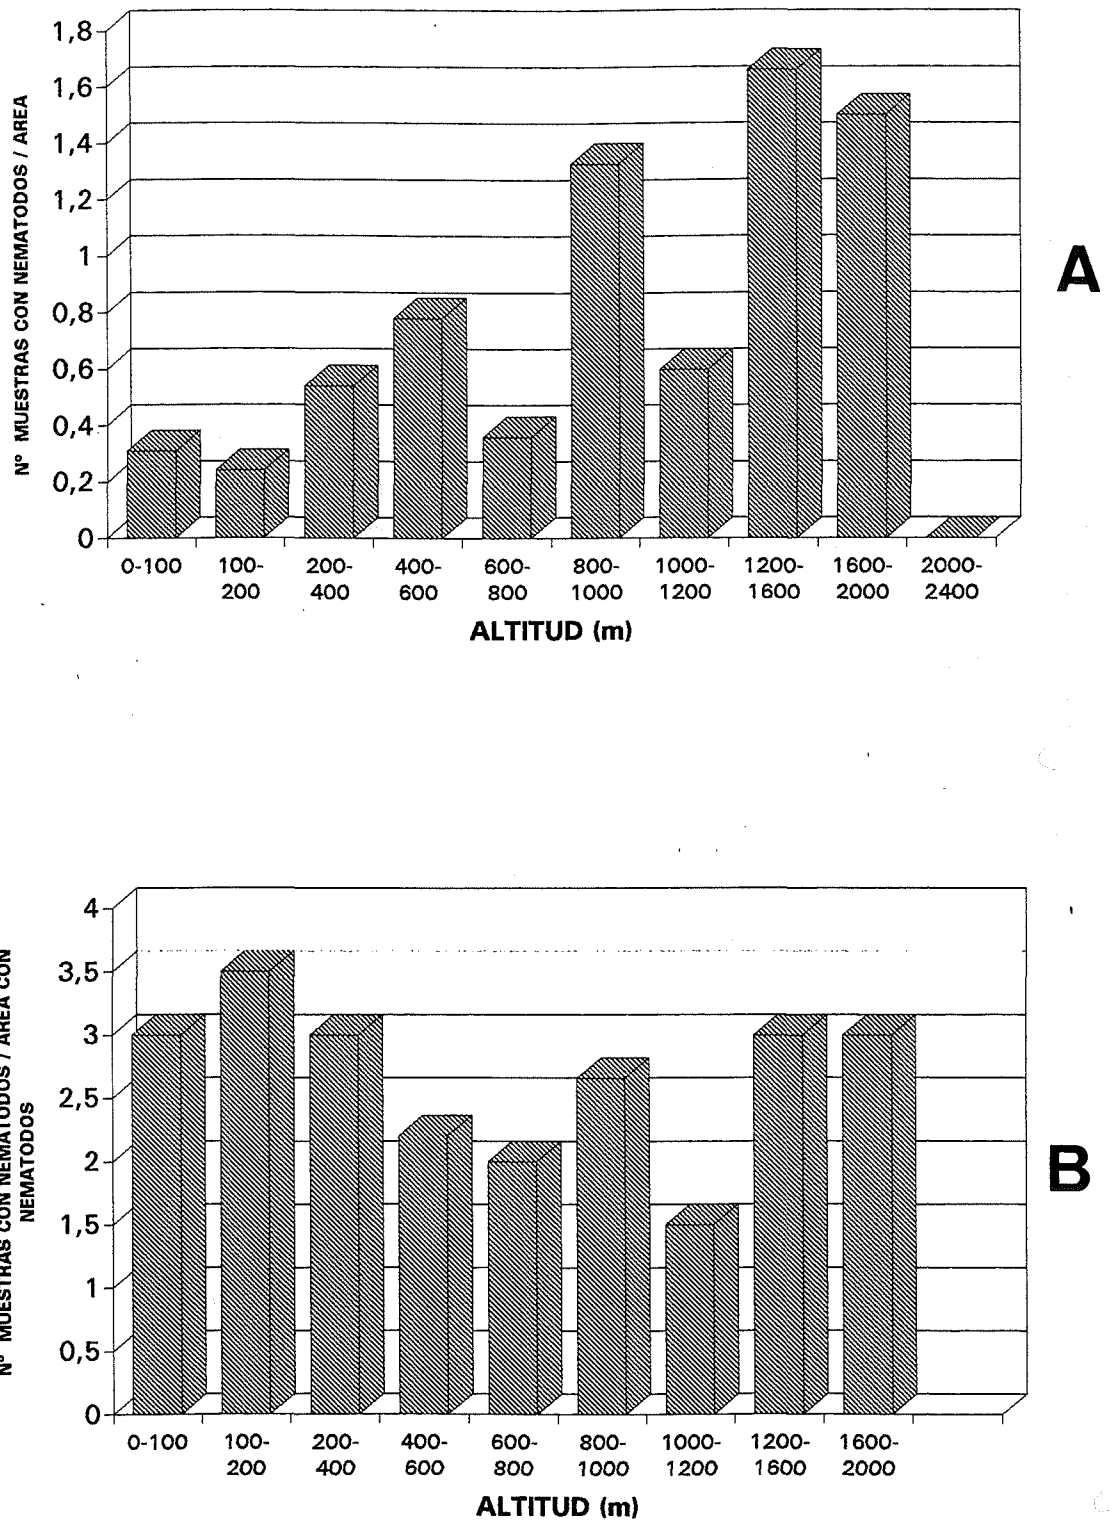 1,8
1,6
1,4
1,2
1
0,8
0,6
0,4
0,2
0
Nº MUESTRAS CON NEMATODOS / AREA
0-100 100-200 200-400 400-600 600-800 800-1000 1000-1200 1200-1600 1600-2000 2000-2400
ALTITUD (m)
A
4
3,5
3
2,5
2
1,5
1
0,5
0
Nº MUESTRAS CON NEMATODOS / AREA CON
NEMATODOS
0-100 100-200 200-400 400-600 600-800 800-1000 1000-1200 1200-1600 1600-2000
ALTITUD (m)
B